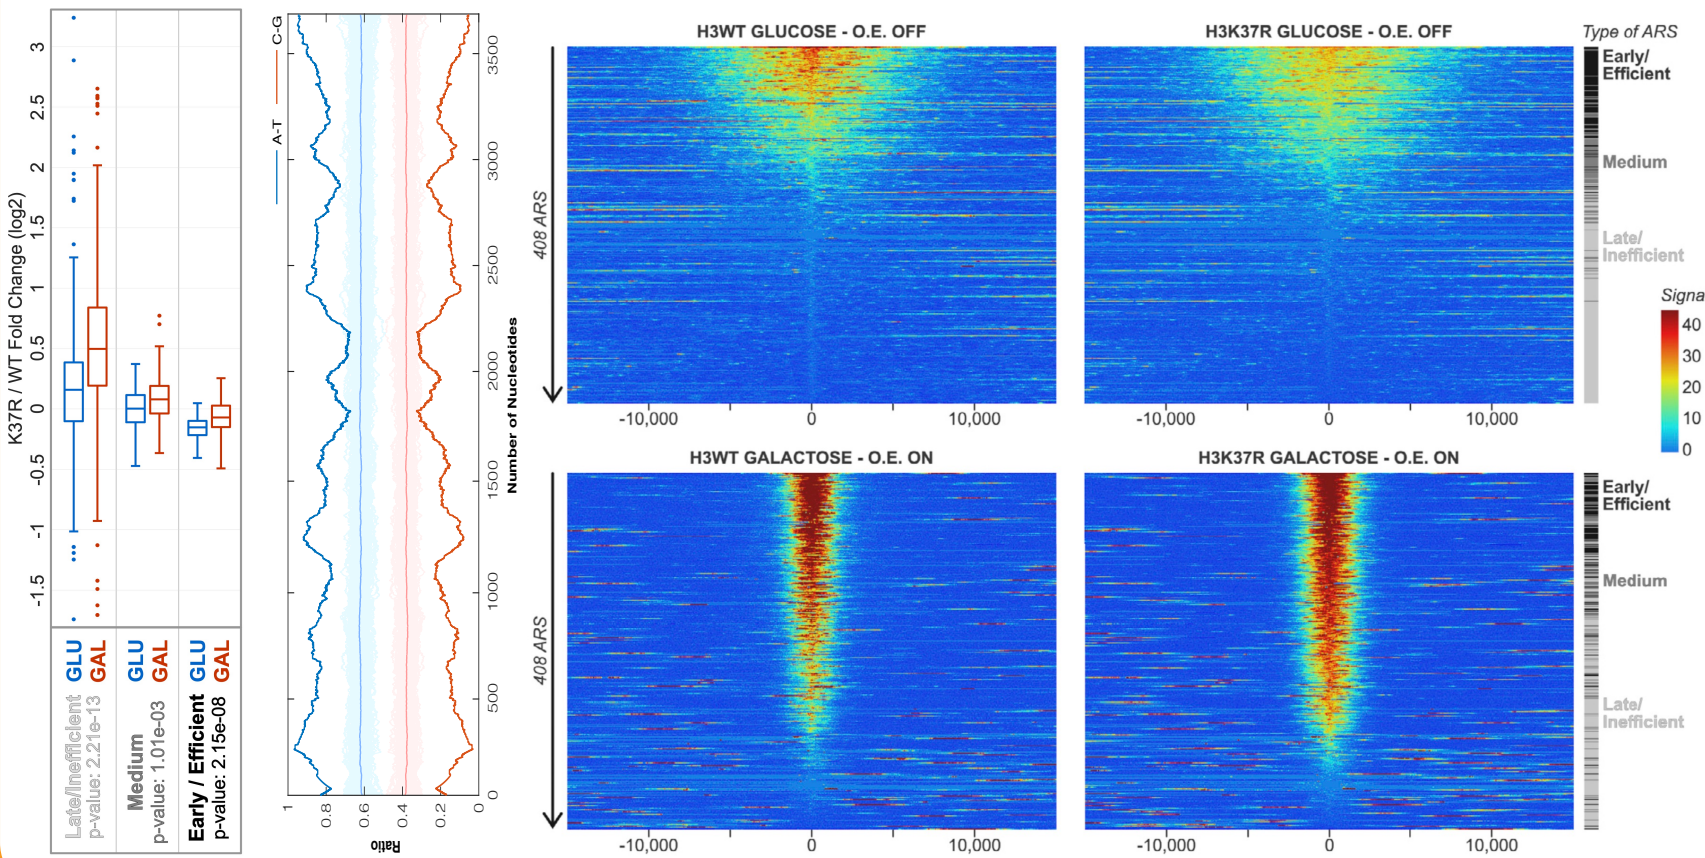 K37R / WT Fold Change (log2)
3
2.5
2
1.5
1
0.5
0
-0.5
-1
-1.5
GLU
GAL
GLU
GAL
GLU
GAL
Late/Inefficient
p-value: 2.21e-13
Medium
p-value: 1.01e-03
Early / Efficient
p-value: 2.15e-08
A-T
C-G
0
500
1000
1500
2000
2500
3000
3500
Number of Nucleotides
1
0.8
0.6
0.4
0.2
0
Ratio
H3WT GLUCOSE - O.E. OFF
408 ARS
-10,000
0
10,000
H3K37R GLUCOSE - O.E. OFF
-10,000
0
10,000
Type of ARS
Early/
Efficient
Medium
Late/
Inefficient
Signa
40
30
20
10
0
H3WT GALACTOSE - O.E. ON
408 ARS
-10,000
0
10,000
H3K37R GALACTOSE - O.E. ON
-10,000
0
10,000
Early/
Efficient
Medium
Late/
Inefficient